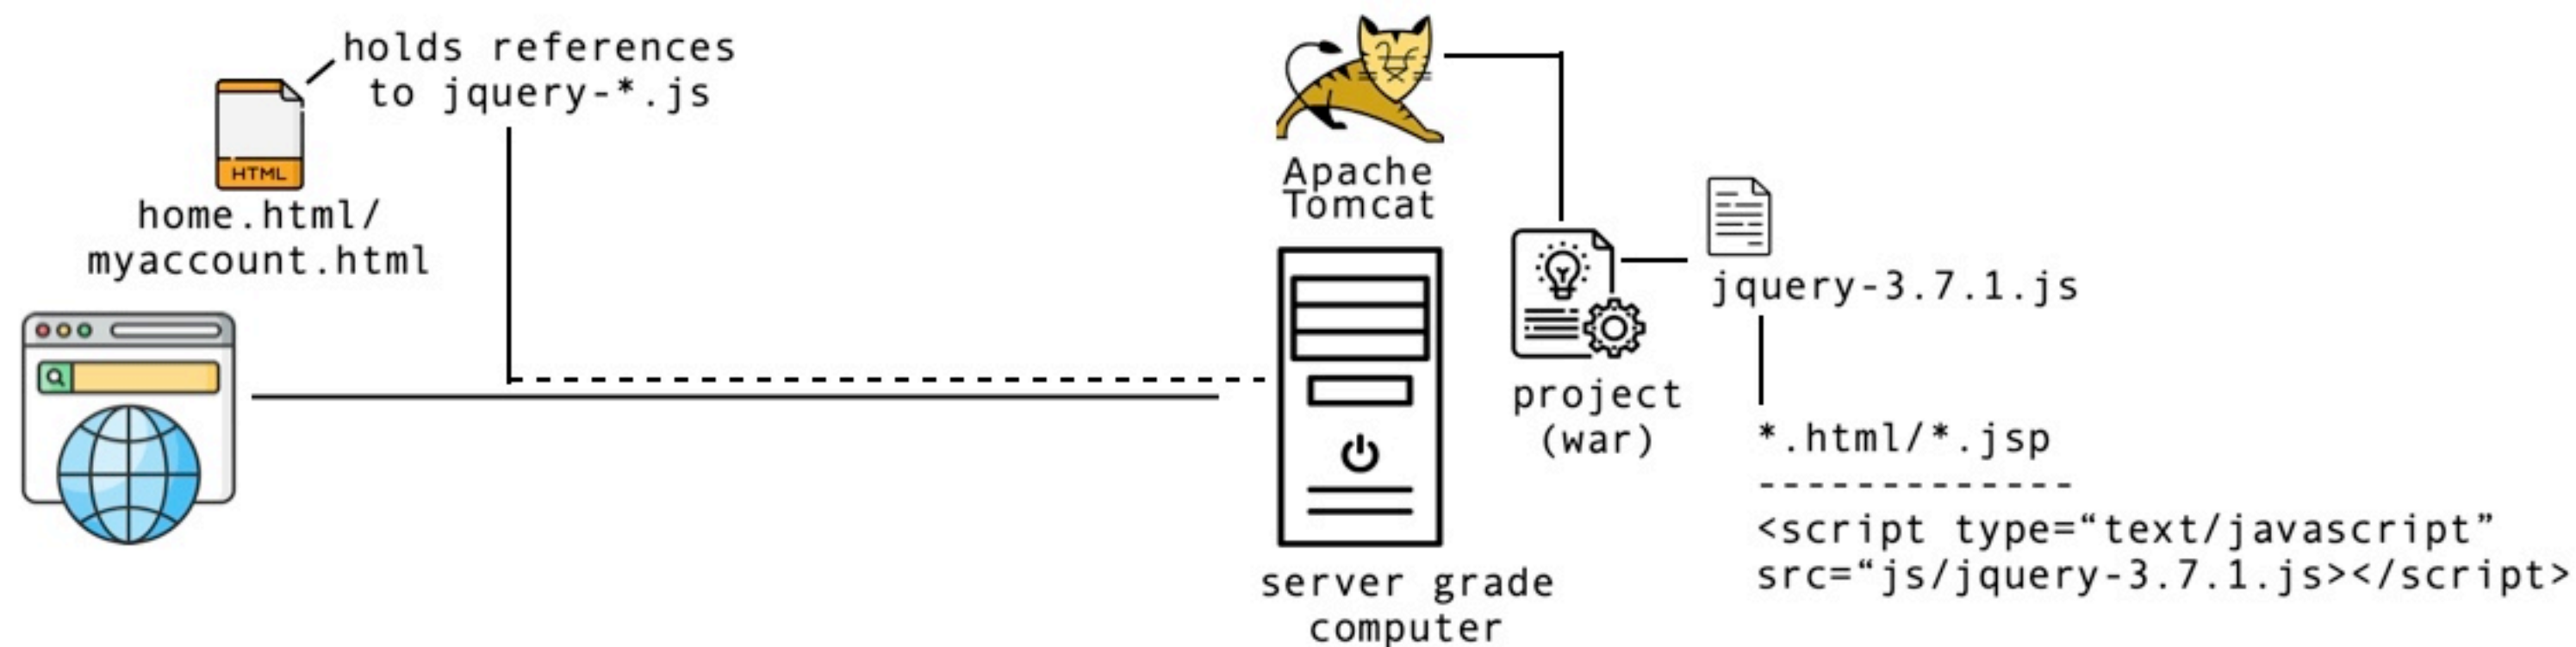 holds references
to jquery-*.js
HTML
home.html/
myaccount.html
Apache
Tomcat
jquery-3.7.1.js
project
(war)
*.html/*.jsp
-------------
<script type=“text/javascript”
src=“js/jquery-3.7.1.js></script>
server grade
computer